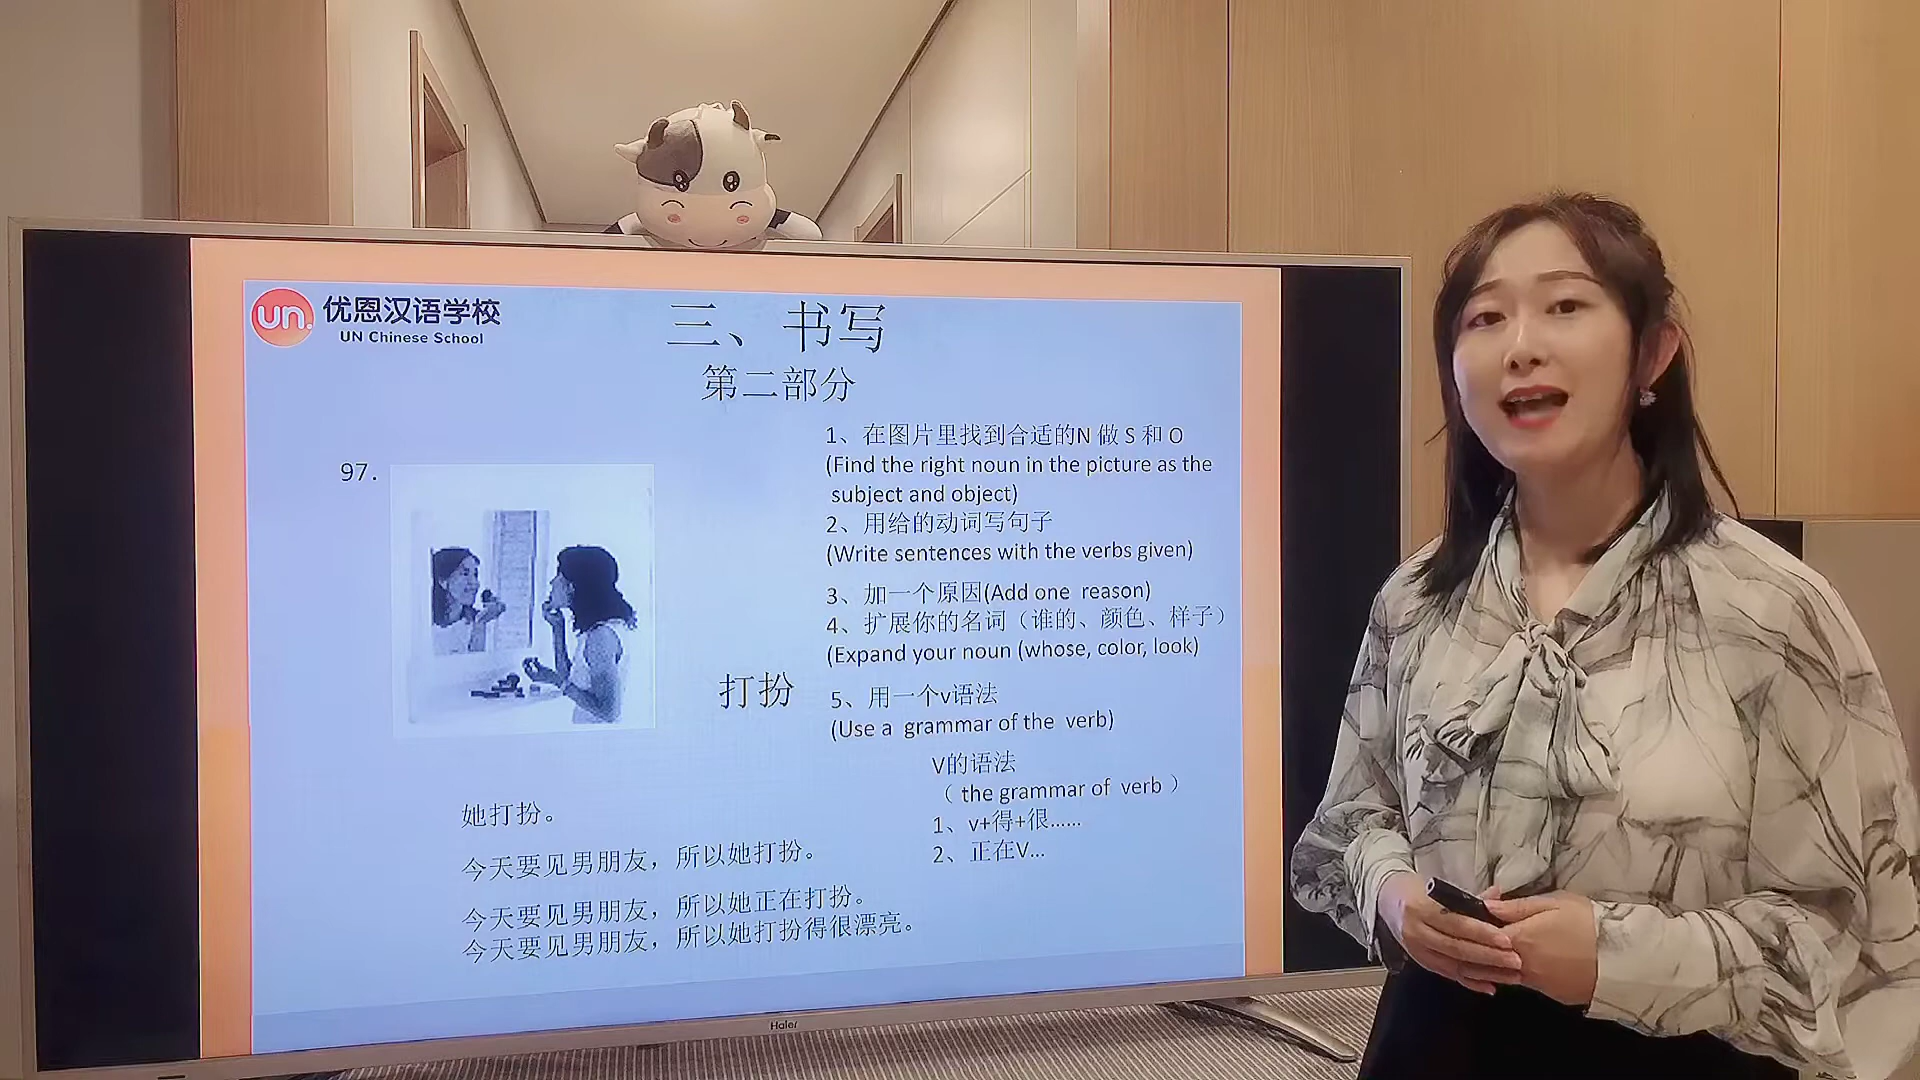 un.
优恩汉语学校
UN Chinese School
三、书写
第二部分
97.
1、在图片里找到合适的N 做 S 和 O
(Find the right noun in the picture as the
subject and object)
2、用给的动词写句子
(Write sentences with the verbs given)
3、加一个原因(Add one reason)
4、扩展你的名词（谁的、颜色、样子）
(Expand your noun (whose, color, look)
打扮
5、用一个v语法
(Use a grammar of the verb)
V的语法
（ the grammar of verb ）
1、v+得+很……
2、正在V…
她打扮。
今天要见男朋友，所以她打扮。
今天要见男朋友，所以她正在打扮。
今天要见男朋友，所以她打扮得很漂亮。
Haier